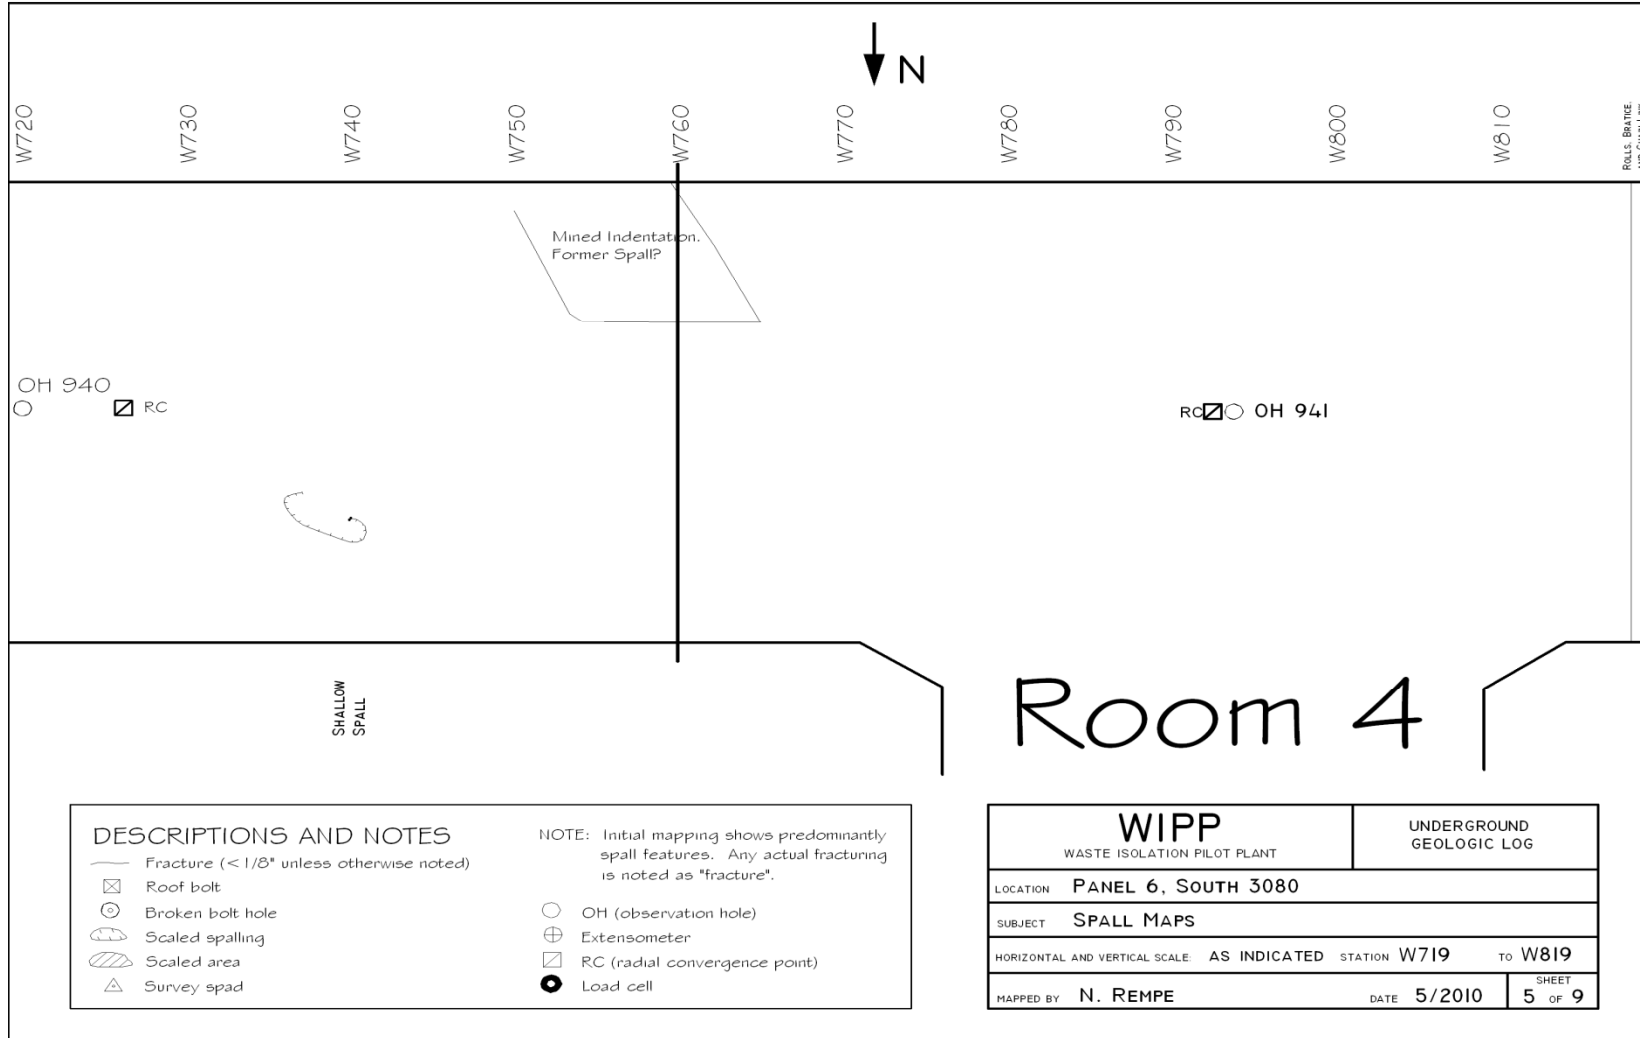 N
W720
W730
W740
W750
W760
W770
W780
W790
W800
W810
ROLLS, BRATICE,
Mined Indentation.
Former Spall?
OH 940
RC
RC
OH 941
SHALLOW
SPALL
Room 4
DESCRIPTIONS AND NOTES
Fracture (< 1/8" unless otherwise noted)
Roof bolt
Broken bolt hole
Scaled spalling
Scaled area
Survey spad
NOTE: Initial mapping shows predominantly
spall features. Any actual fracturing
is noted as "fracture".
OH (observation hole)
Extensometer
RC (radial convergence point)
Load cell
WIPP
WASTE ISOLATION PILOT PLANT
UNDERGROUND
GEOLOGIC LOG
LOCATION PANEL 6, SOUTH 3080
SUBJECT SPALL MAPS
HORIZONTAL AND VERTICAL SCALE: AS INDICATED STATION W719 TO W819
MAPPED BY N. REMPE DATE 5/2010
SHEET
5 OF 9